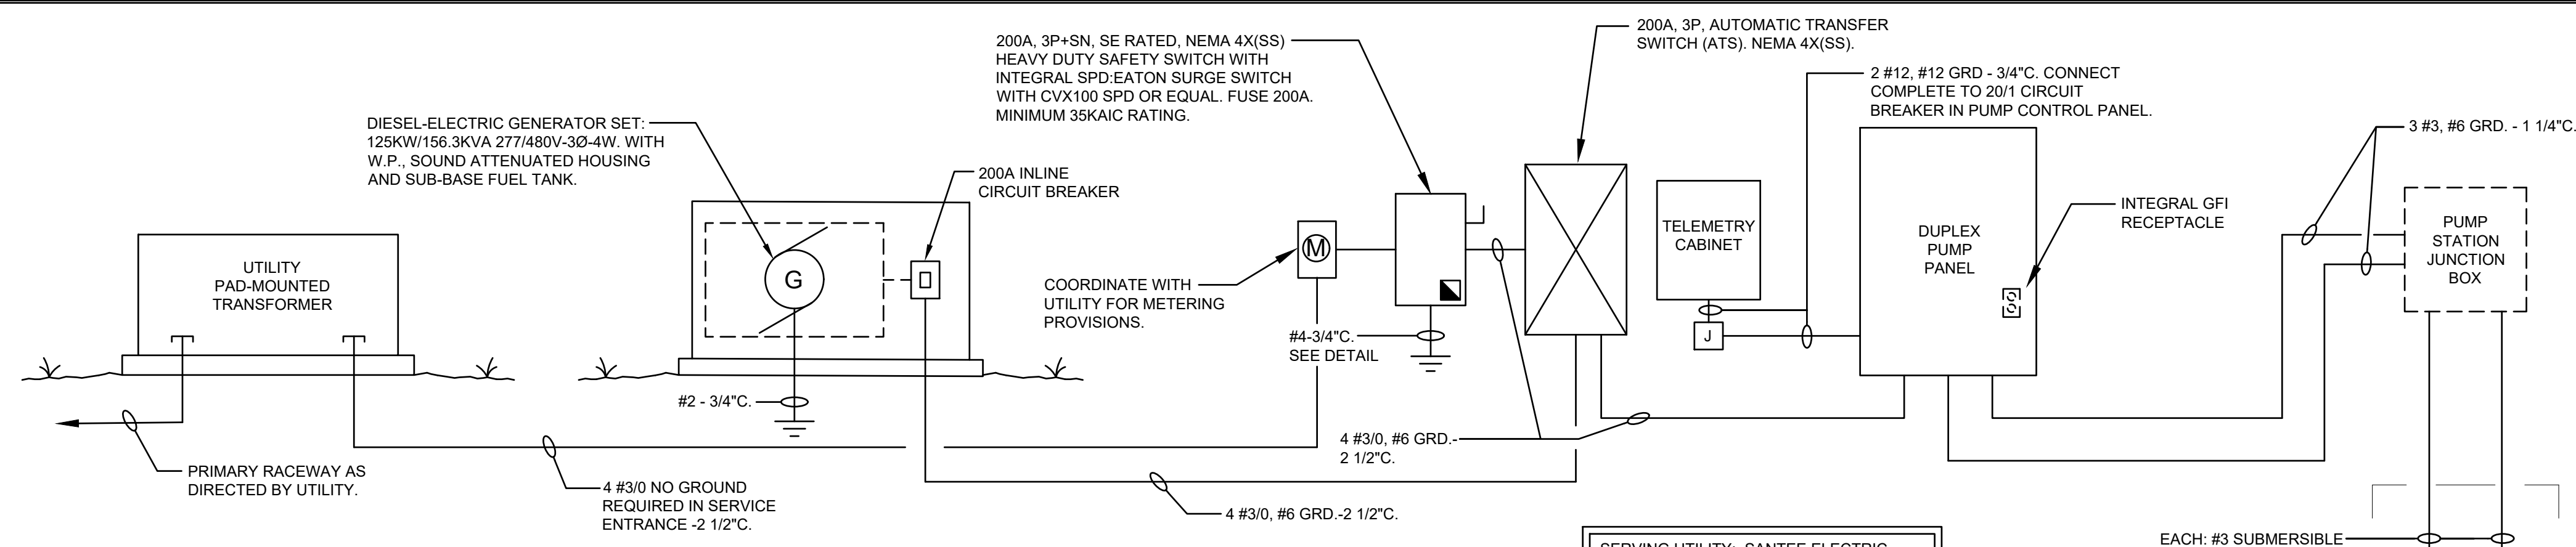 200A, 3P, AUTOMATIC TRANSFER
SWITCH (ATS). NEMA 4X(SS).
200A, 3P+SN, SE RATED, NEMA 4X(SS)
HEAVY DUTY SAFETY SWITCH WITH
INTEGRAL SPD:EATON SURGE SWITCH
WITH CVX100 SPD OR EQUAL. FUSE 200A.
MINIMUM 35KAIC RATING.
2 #12, #12 GRD - 3/4"C. CONNECT
COMPLETE TO 20/1 CIRCUIT
BREAKER IN PUMP CONTROL PANEL.
DIESEL-ELECTRIC GENERATOR SET:
125KW/156.3KVA 277/480V-3Ø-4W. WITH
W.P., SOUND ATTENUATED HOUSING
AND SUB-BASE FUEL TANK.
3 #3, #6 GRD. - 1 1/4"C.
200A INLINE
CIRCUIT BREAKER
INTEGRAL GFI
RECEPTACLE
TELEMETRY
CABINET
DUPLEX
PUMP
PANEL
PUMP
STATION
JUNCTION
BOX
UTILITY
PAD-MOUNTED
TRANSFORMER
G
M
COORDINATE WITH
UTILITY FOR METERING
PROVISIONS.
#4-3/4"C.
SEE DETAIL
J
#2 - 3/4"C.
4 #3/0, #6 GRD.-
2 1/2"C.
PRIMARY RACEWAY AS
DIRECTED BY UTILITY.
4 #3/0 NO GROUND
REQUIRED IN SERVICE
ENTRANCE -2 1/2"C.
4 #3/0, #6 GRD.-2 1/2"C.
SERVING UTILITY: SANTEE ELECTRIC
EACH: #3 SUBMERSIBLE